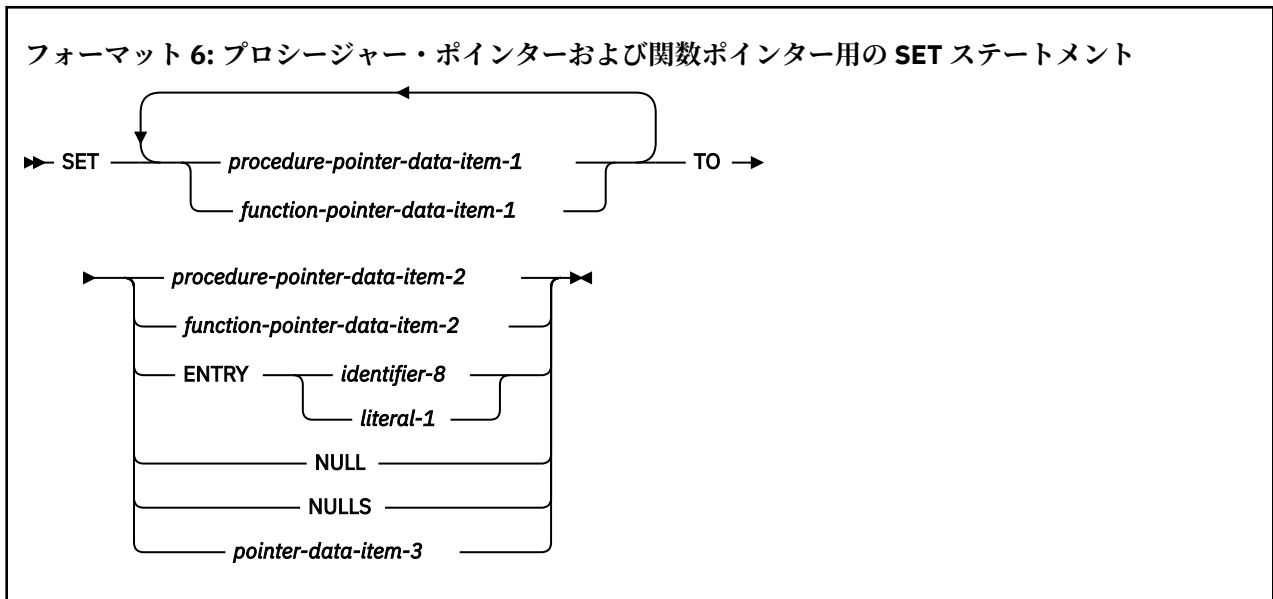 フォーマット 6: プロシージャー・ポインターおよび関数ポインター用の SET ステートメント
SET procedure-pointer-data-item-1 TO
function-pointer-data-item-1
procedure-pointer-data-item-2
function-pointer-data-item-2
ENTRY identifier-8
literal-1
NULL
NULLS
pointer-data-item-3